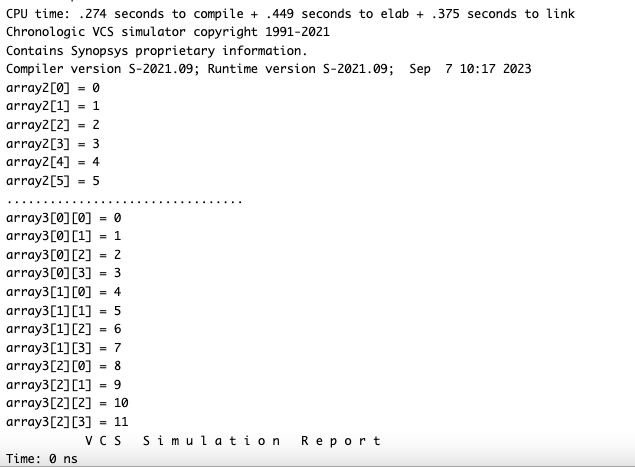 CPU time: .274 seconds to compile + .449 seconds to elab + .375 seconds to link
Chronologic VCS simulator copyright 1991-2021
Contains Synopsys proprietary information.
Compiler version S-2021.09; Runtime version S-2021.09;  Sep  7 10:17 2023
array2[0] = 0
array2[1] = 1
array2[2] = 2
array2[3] = 3
array2[4] = 4
array2[5] = 5
.................................
array3[0][0] = 0
array3[0][1] = 1
array3[0][2] = 2
array3[0][3] = 3
array3[1][0] = 4
array3[1][1] = 5
array3[1][2] = 6
array3[1][3] = 7
array3[2][0] = 8
array3[2][1] = 9
array3[2][2] = 10
array3[2][3] = 11
           V C S   S i m u l a t i o n   R e p o r t
Time: 0 ns